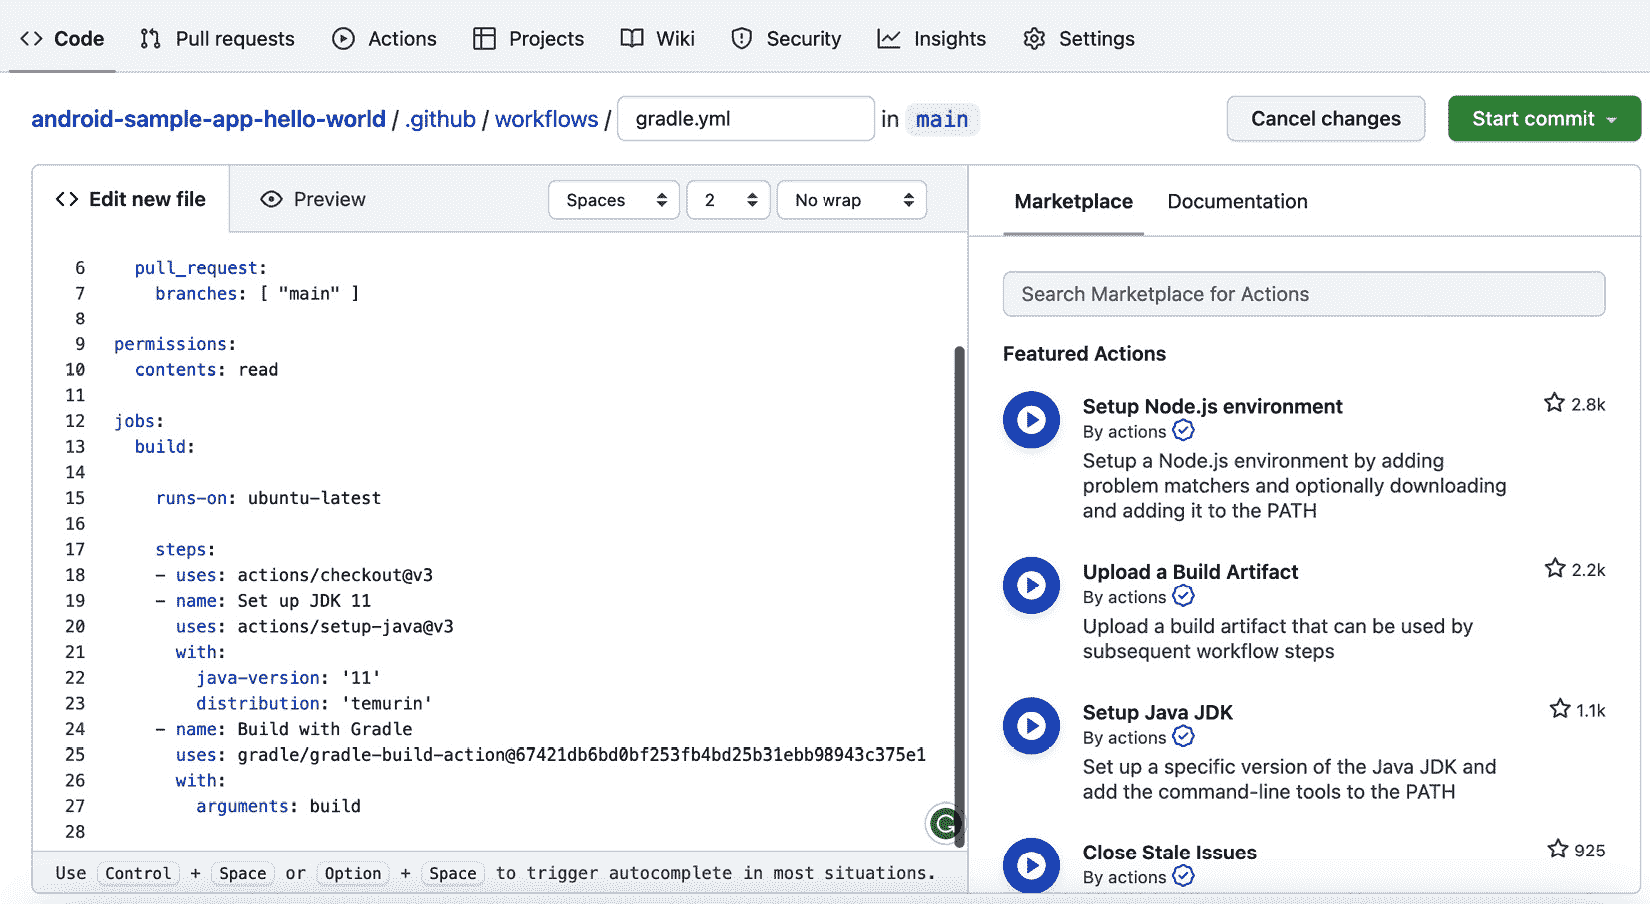 Code Pull requests Actions Projects Wiki Security Insights Settings
android-sample-app-hello-world / .github / workflows / gradle.yml in main Cancel changes Start commit
Edit new file Preview Spaces 2 No wrap
6 pull_request:
7 branches: [ "main" ]
8
9 permissions:
10 contents: read
11
12 jobs:
13 build:
14
15 runs-on: ubuntu-latest
16
17 steps:
18 - uses: actions/checkout@v3
19 - name: Set up JDK 11
20 uses: actions/setup-java@v3
21 with:
22 java-version: '11'
23 distribution: 'temurin'
24 - name: Build with Gradle
25 uses: gradle/gradle-build-action@67421db6bd0bf253fb4bd25b31ebb98943c375e1
26 with:
27 arguments: build
28
Use Control + Space or Option + Space to trigger autocomplete in most situations.
Marketplace Documentation
Search Marketplace for Actions
Featured Actions
Setup Node.js environment 2.8k
By actions
Setup a Node.js environment by adding
problem matchers and optionally downloading
and adding it to the PATH
Upload a Build Artifact 2.2k
By actions
Upload a build artifact that can be used by
subsequent workflow steps
Setup Java JDK 1.1k
By actions
Set up a specific version of the Java JDK and
add the command-line tools to the PATH
Close Stale Issues 925
By actions